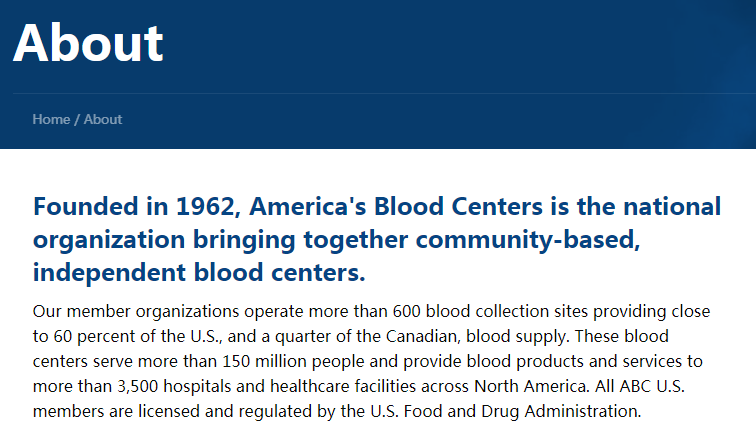 About
Home / About
Founded in 1962, America's Blood Centers is the national
organization bringing together community-based,
independent blood centers.
Our member organizations operate more than 600 blood collection sites providing close
to 60 percent of the U.S., and a quarter of the Canadian, blood supply. These blood
centers serve more than 150 million people and provide blood products and services to
more than 3,500 hospitals and healthcare facilities across North America. All ABC U.S.
members are licensed and regulated by the U.S. Food and Drug Administration.